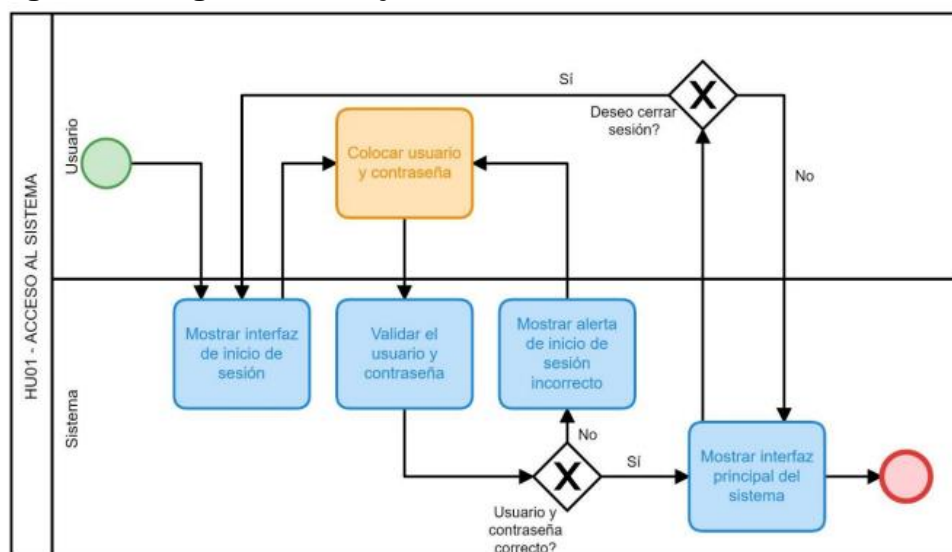 HU01 - ACCESO AL SISTEMA
Usuario
Sí
Deseo cerrar
sesión?
Colocar usuario
y contraseña
No
Sistema
Mostrar interfaz
de inicio de
sesión
Validar el
usuario y
contraseña
Mostrar alerta
de inicio de
sesión
incorrecto
No
Sí
Usuario y
contraseña
correcto?
Mostrar interfaz
principal del
sistema